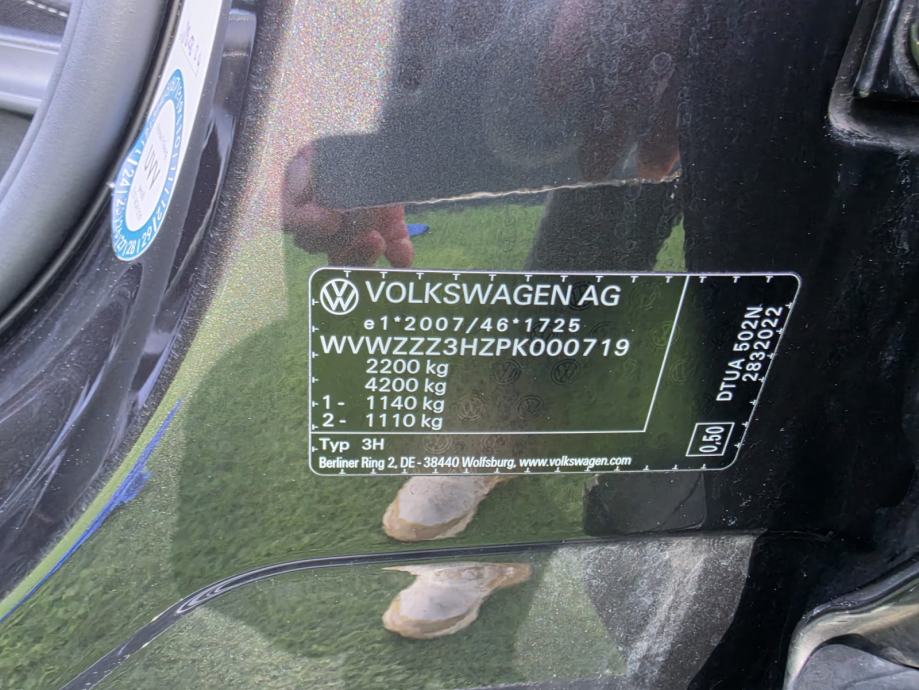 VOLKSWAGEN AG
e1*2007/46*1725
WVWZZZ3HZPK000719
2200 kg
4200 kg
1- 1140 kg
2- 1110 kg
Typ 3H
Berliner Ring 2, DE-38440 Wolfsburg, www.volkswagen.com
DTUA 502N
2832022
0,50